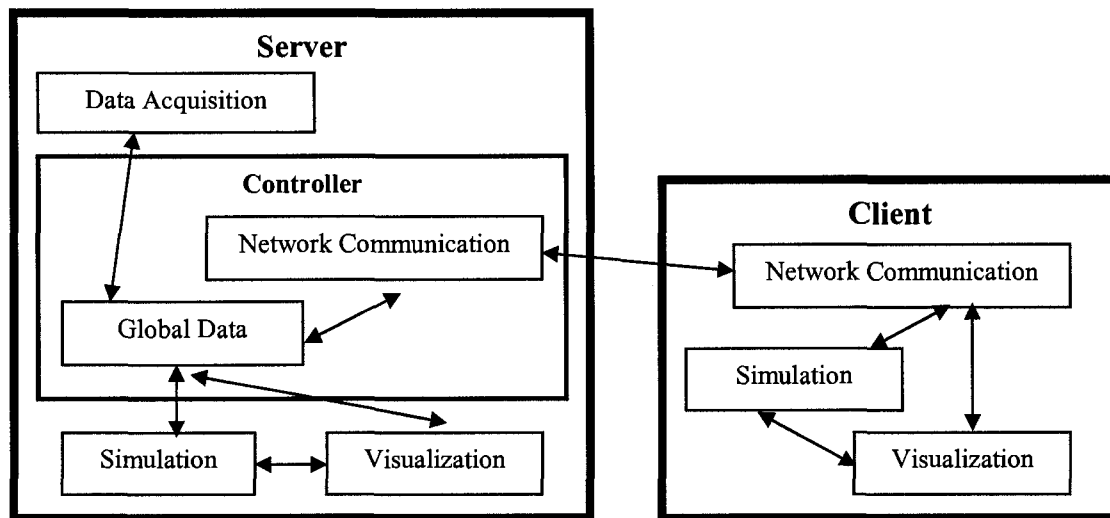 Server
Data Acquisition
Controller
Network Communication
Global Data
Simulation
Visualization
Client
Network Communication
Simulation
Visualization